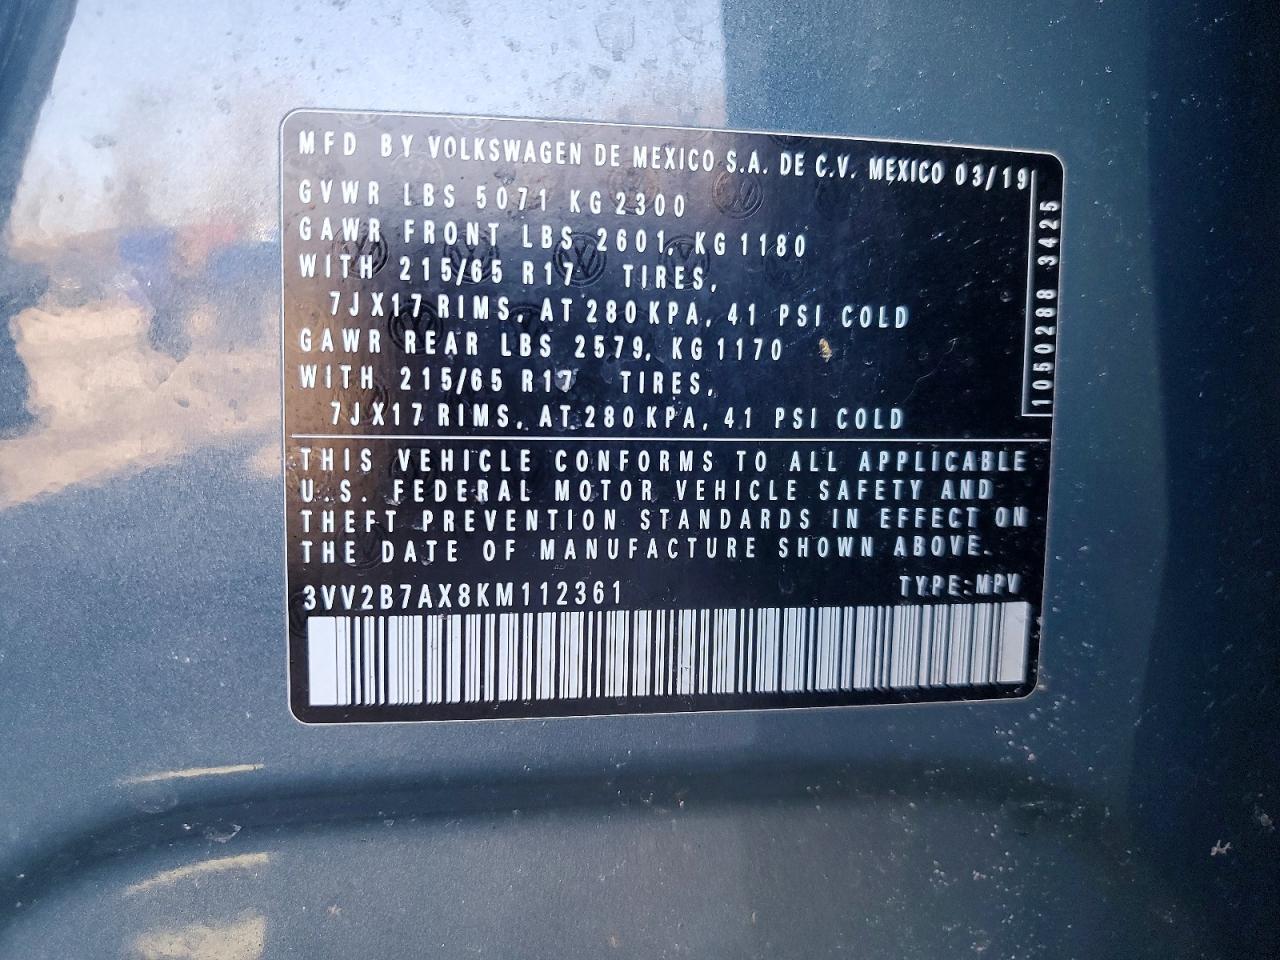 MFD BY VOLKSWAGEN DE MEXICO S.A. DE C.V. MEXICO 03/19
GVWR LBS 5071 KG 2300
GAWR FRONT LBS 2601, KG 1180
WITH 215/65 R17 TIRES,
7JX17 RIMS, AT 280 KPA, 41 PSI COLD
GAWR REAR LBS 2579, KG 1170
WITH 215/65 R17 TIRES,
7JX17 RIMS, AT 280 KPA, 41 PSI COLD
1050288 3425
THIS VEHICLE CONFORMS TO ALL APPLICABLE
U.S. FEDERAL MOTOR VEHICLE SAFETY AND
THEFT PREVENTION STANDARDS IN EFFECT ON
THE DATE OF MANUFACTURE SHOWN ABOVE.
3VV2B7AX8KM112361 TYPE: MPV